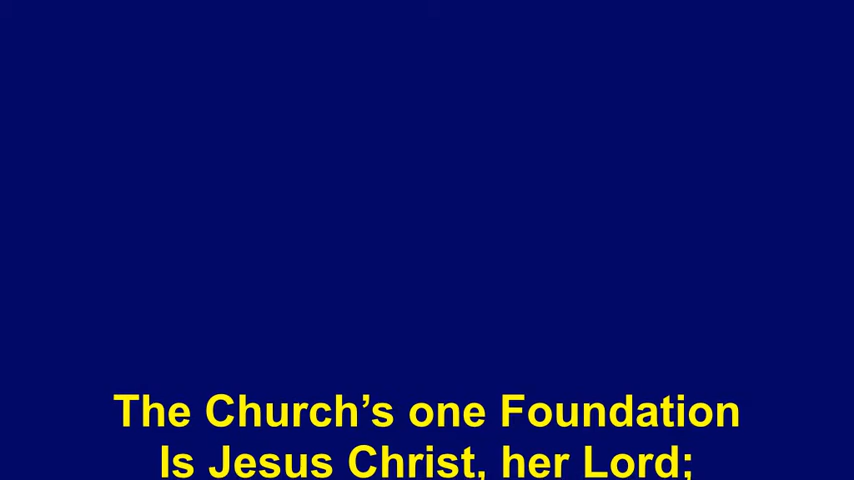 The Church’s one Foundation
Is Jesus Christ, her Lord;